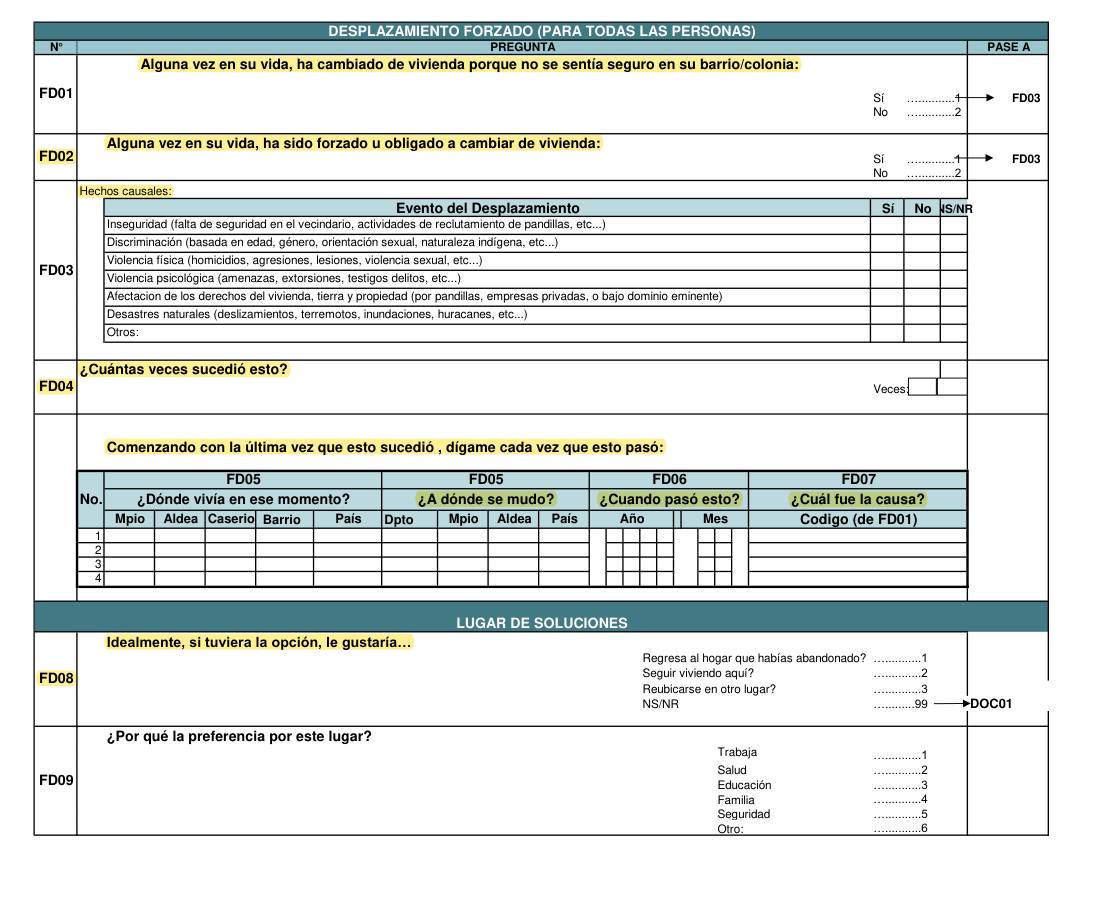 DESPLAZAMIENTO FORZADO (PARA TODAS LAS PERSONAS)
N° PREGUNTA PASE A
FD01 Alguna vez en su vida, ha cambiado de vivienda porque no se sentía seguro en su barrio/colonia:
Sí ….........1 FD03
No ….........2
FD02 Alguna vez en su vida, ha sido forzado u obligado a cambiar de vivienda:
Sí ….........1 FD03
No ….........2
FD03 Hechos causales:
Evento del Desplazamiento Sí No NS/NR
Inseguridad (falta de seguridad en el vecindario, actividades de reclutamiento de pandillas, etc...)
Discriminación (basada en edad, género, orientación sexual, naturaleza indígena, etc...)
Violencia física (homicidios, agresiones, lesiones, violencia sexual, etc...)
Violencia psicológica (amenazas, extorsiones, testigos delitos, etc...)
Afectacion de los derechos del vivienda, tierra y propiedad (por pandillas, empresas privadas, o bajo dominio eminente)
Desastres naturales (deslizamientos, terremotos, inundaciones, huracanes, etc...)
Otros:
FD04 ¿Cuántas veces sucedió esto?
Veces:
Comenzando con la última vez que esto sucedió , dígame cada vez que esto pasó:
No. FD05 FD05 FD06 FD07
¿Dónde vivía en ese momento? ¿A dónde se mudo? ¿Cuando pasó esto? ¿Cuál fue la causa?
Mpio Aldea Caserio Barrio País Dpto Mpio Aldea País Año Mes Codigo (de FD01)
1
2
3
4
LUGAR DE SOLUCIONES
FD08 Idealmente, si tuviera la opción, le gustaría…
Regresa al hogar que habías abandonado? ….........1
Seguir viviendo aquí? ….........2
Reubicarse en otro lugar? ….........3
NS/NR ….........99 DOC01
FD09 ¿Por qué la preferencia por este lugar?
Trabaja ….........1
Salud ….........2
Educación ….........3
Familia ….........4
Seguridad ….........5
Otro: ….........6